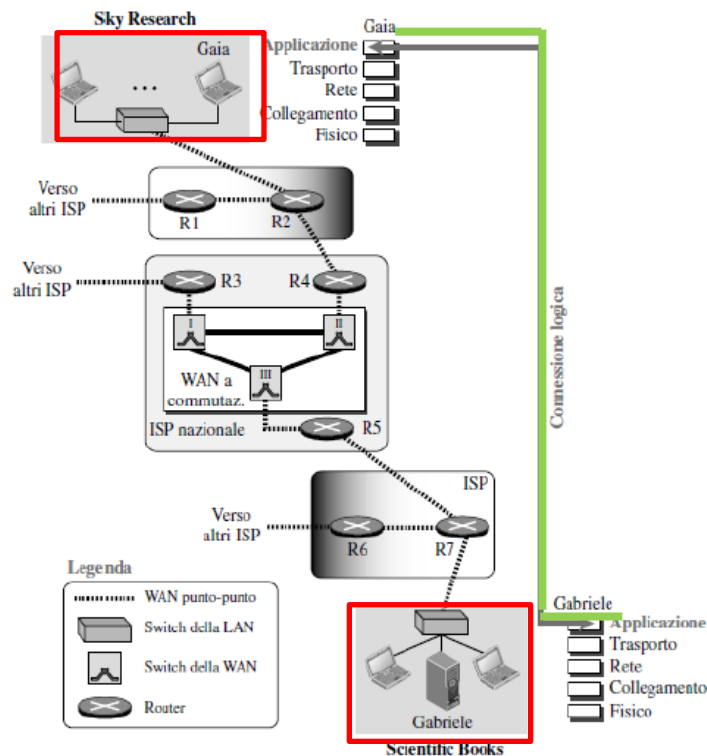 Sky Research
Gaia
Gaia
Applicazione
Trasporto
Rete
Collegamento
Fisico
Verso
altri ISP
R1
R2
Verso
altri ISP
R3
R4
I
II
III
WAN a
commutaz.
ISP nazionale
R5
Connessione logica
ISP
Verso
altri ISP
R6
R7
Legenda
WAN punto-punto
Switch della LAN
Switch della WAN
Router
Gabriele
Scientific Books
Gabriele
Applicazione
Trasporto
Rete
Collegamento
Fisico